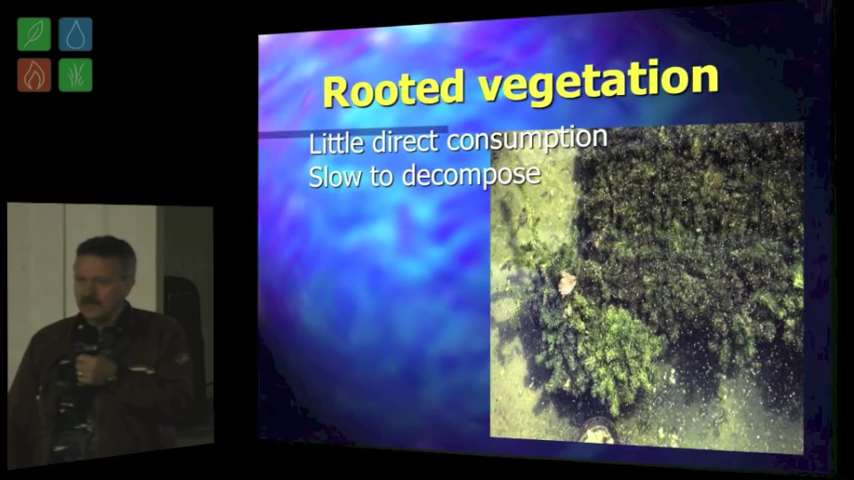 Rooted vegetation
Little direct consumption
Slow to decompose